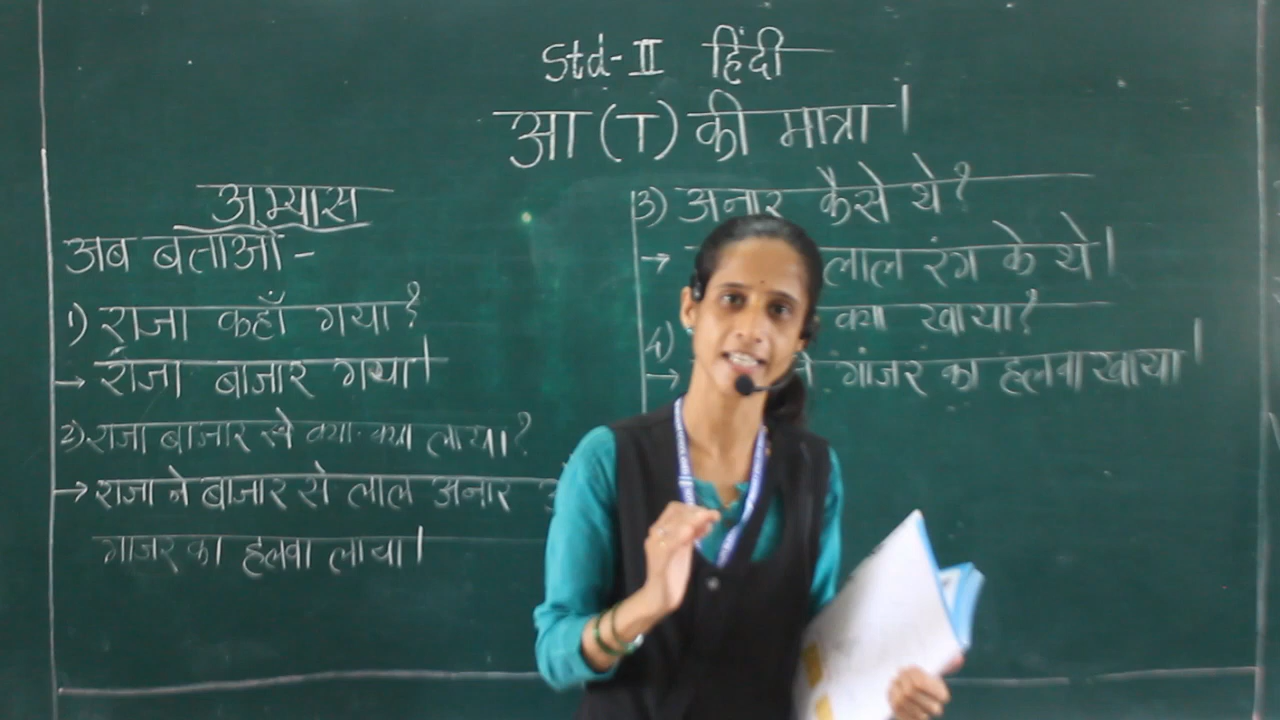 Std-II हिंदी
आ (ा) की मात्रा।
अभ्यास
अब बताओ -
1) राजा कहाँ गया?
→ राजा बाजार गया।
2) राजा बाजार से क्या-क्या लाया?
→ राजा ने बाजार से लाल अनार
गाजर का हलवा लाया।
3) अनार कैसे थे?
→ लाल रंग के थे।
4) क्या खाया?
→ ने गाजर का हलवा खाया।